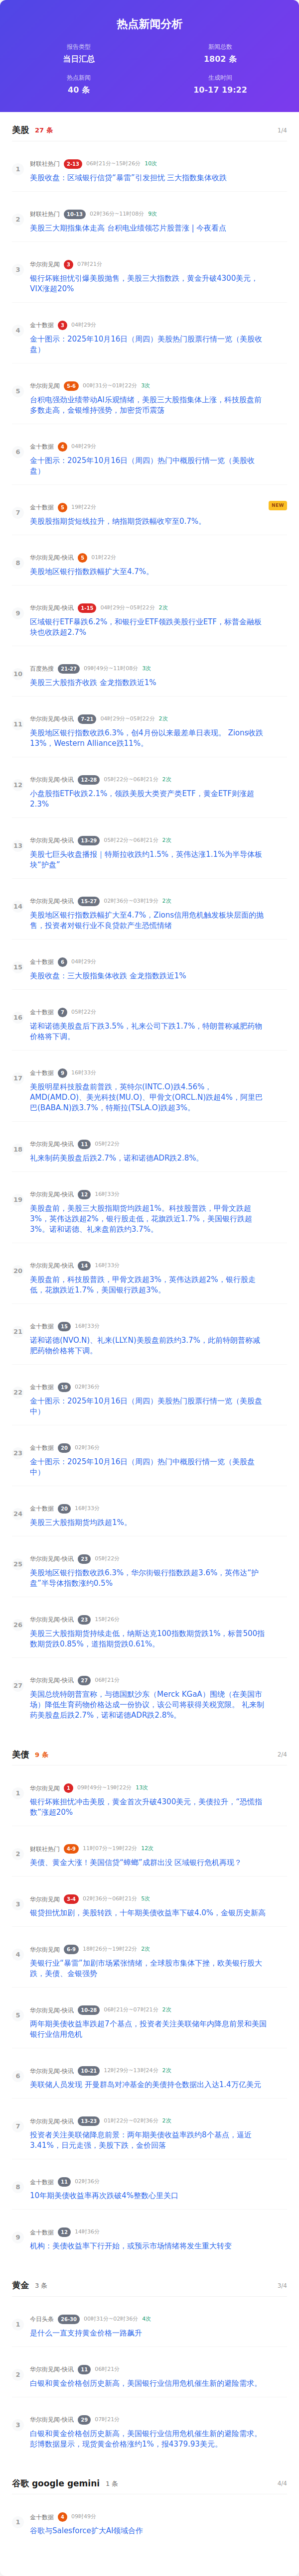 热点新闻分析
报告类型
当日汇总
新闻总数
1802 条
热点新闻
40 条
生成时间
10-17 19:22
美股 27 条 1/4
1
财联社热门 2-13 06时21分~15时26分 10次
美股收盘：区域银行信贷“暴雷”引发担忧 三大指数集体收跌
2
财联社热门 10-13 02时36分~11时08分 9次
美股三大期指集体走高 台积电业绩领芯片股普涨 | 今夜看点
3
华尔街见闻 3 07时21分
银行坏账担忧引爆美股抛售，美股三大指数跌，黄金升破4300美元，
VIX涨超20%
4
金十数据 3 04时29分
金十图示：2025年10月16日（周四）美股热门股票行情一览（美股收
盘）
5
华尔街见闻 5-6 00时31分~01时22分 3次
台积电强劲业绩带动AI乐观情绪，美股三大股指集体上涨，科技股盘前
多数走高，金银维持强势，加密货币震荡
6
金十数据 4 04时29分
金十图示：2025年10月16日（周四）热门中概股行情一览（美股收
盘）
7
金十数据 5 19时22分
NEW
美股股指期货短线拉升，纳指期货跌幅收窄至0.7%。
8
华尔街见闻-快讯 5 01时22分
美股地区银行指数跌幅扩大至4.7%。
9
华尔街见闻-快讯 1-15 04时29分~05时22分 2次
区域银行ETF暴跌6.2%，和银行业ETF领跌美股行业ETF，标普金融板
块也收跌超2.7%
10
百度热搜 21-27 09时49分~11时08分 3次
美股三大股指齐收跌 金龙指数跌近1%
11
华尔街见闻-快讯 7-21 04时29分~05时22分 2次
美股地区银行指数收跌6.3%，创4月份以来最差单日表现。 Zions收跌
13%，Western Alliance跌11%。
12
华尔街见闻-快讯 12-28 05时22分~06时21分 2次
小盘股指ETF收跌2.1%，领跌美股大类资产类ETF，黄金ETF则涨超
2.3%
13
华尔街见闻-快讯 13-29 05时22分~06时21分 2次
美股七巨头收盘播报｜特斯拉收跌约1.5%，英伟达涨1.1%为半导体板
块“护盘”
14
华尔街见闻-快讯 15-27 02时36分~03时19分 2次
美股地区银行指数跌幅扩大至4.7%，Zions信用危机触发板块层面的抛
售，投资者对银行业不良贷款产生恐慌情绪
15
金十数据 6 04时29分
美股收盘：三大股指集体收跌 金龙指数跌近1%
16
金十数据 7 05时22分
诺和诺德美股盘后下跌3.5%，礼来公司下跌1.7%，特朗普称减肥药物
价格将下调。
17
金十数据 9 16时33分
美股明星科技股盘前普跌，英特尔(INTC.O)跌4.56%，
AMD(AMD.O)、美光科技(MU.O)、甲骨文(ORCL.N)跌超4%，阿里巴
巴(BABA.N)跌3.7%，特斯拉(TSLA.O)跌超3%。
18
华尔街见闻-快讯 11 05时22分
礼来制药美股盘后跌2.7%，诺和诺德ADR跌2.8%。
19
华尔街见闻-快讯 12 16时33分
美股盘前，美股三大股指期货均跌超1%。科技股普跌，甲骨文跌超
3%，英伟达跌超2%，银行股走低，花旗跌近1.7%，美国银行跌超
3%。诺和诺德、礼来盘前跌约3.7%。
20
华尔街见闻-快讯 14 16时33分
美股盘前，科技股普跌，甲骨文跌超3%，英伟达跌超2%，银行股走
低，花旗跌近1.7%，美国银行跌超3%。
21
金十数据 15 16时33分
诺和诺德(NVO.N)、礼来(LLY.N)美股盘前跌约3.7%，此前特朗普称减
肥药物价格将下调。
22
金十数据 19 02时36分
金十图示：2025年10月16日（周四）美股热门股票行情一览（美股盘
中）
23
金十数据 20 02时36分
金十图示：2025年10月16日（周四）热门中概股行情一览（美股盘
中）
24
金十数据 20 16时33分
美股三大股指期货均跌超1%。
25
华尔街见闻-快讯 23 05时22分
美股地区银行指数收跌6.3%，华尔街银行指数跌超3.6%，英伟达“护
盘”半导体指数涨约0.5%
26
华尔街见闻-快讯 23 15时26分
美股三大股指期货持续走低，纳斯达克100指数期货跌1%，标普500指
数期货跌0.85%，道指期货跌0.61%。
27
华尔街见闻-快讯 27 06时21分
美国总统特朗普宣称，与德国默沙东（Merck KGaA）围绕（在美国市
场）降低生育药物价格达成一份协议，该公司将获得关税宽限。 礼来制
药美股盘后跌2.7%，诺和诺德ADR跌2.8%。
美债 9 条 2/4
1
华尔街见闻 1 09时49分~19时22分 13次
银行坏账担忧冲击美股，黄金首次升破4300美元，美债拉升，“恐慌指
数”涨超20%
2
财联社热门 4-9 11时07分~19时22分 12次
美债、黄金大涨！美国信贷“蟑螂”成群出没 区域银行危机再现？
3
华尔街见闻 3-4 02时36分~06时21分 5次
银贷担忧加剧，美股转跌，十年期美债收益率下破4.0%，金银历史新高
4
华尔街见闻 6-9 18时26分~19时22分 2次
美银行业“暴雷”加剧市场紧张情绪，全球股市集体下挫，欧美银行股大
跌，美债、金银强势
5
华尔街见闻-快讯 10-28 06时21分~07时21分 2次
两年期美债收益率跌超7个基点，投资者关注美联储年内降息前景和美国
银行业信用危机
6
华尔街见闻-快讯 10-21 12时29分~13时24分 2次
美联储人员发现 开曼群岛对冲基金的美债持仓数据出入达1.4万亿美元
7
华尔街见闻-快讯 13-23 01时22分~02时36分 2次
投资者关注美联储降息前景：两年期美债收益率跌约8个基点，逼近
3.41%，日元走强，美股下跌，金价回落
8
金十数据 11 02时36分
10年期美债收益率再次跌破4%整数心里关口
9
金十数据 12 14时36分
机构：美债收益率下行开始，或预示市场情绪将发生重大转变
黄金 3 条 3/4
1
今日头条 26-30 00时31分~02时36分 4次
是什么一直支持黄金价格一路飙升
2
华尔街见闻-快讯 11 06时21分
白银和黄金价格创历史新高，美国银行业信用危机催生新的避险需求。
3
华尔街见闻-快讯 29 07时21分
白银和黄金价格创历史新高，美国银行业信用危机催生新的避险需求。
彭博数据显示，现货黄金价格涨约1%，报4379.93美元。
谷歌 google gemini 1 条 4/4
1
金十数据 4 09时49分
谷歌与Salesforce扩大AI领域合作